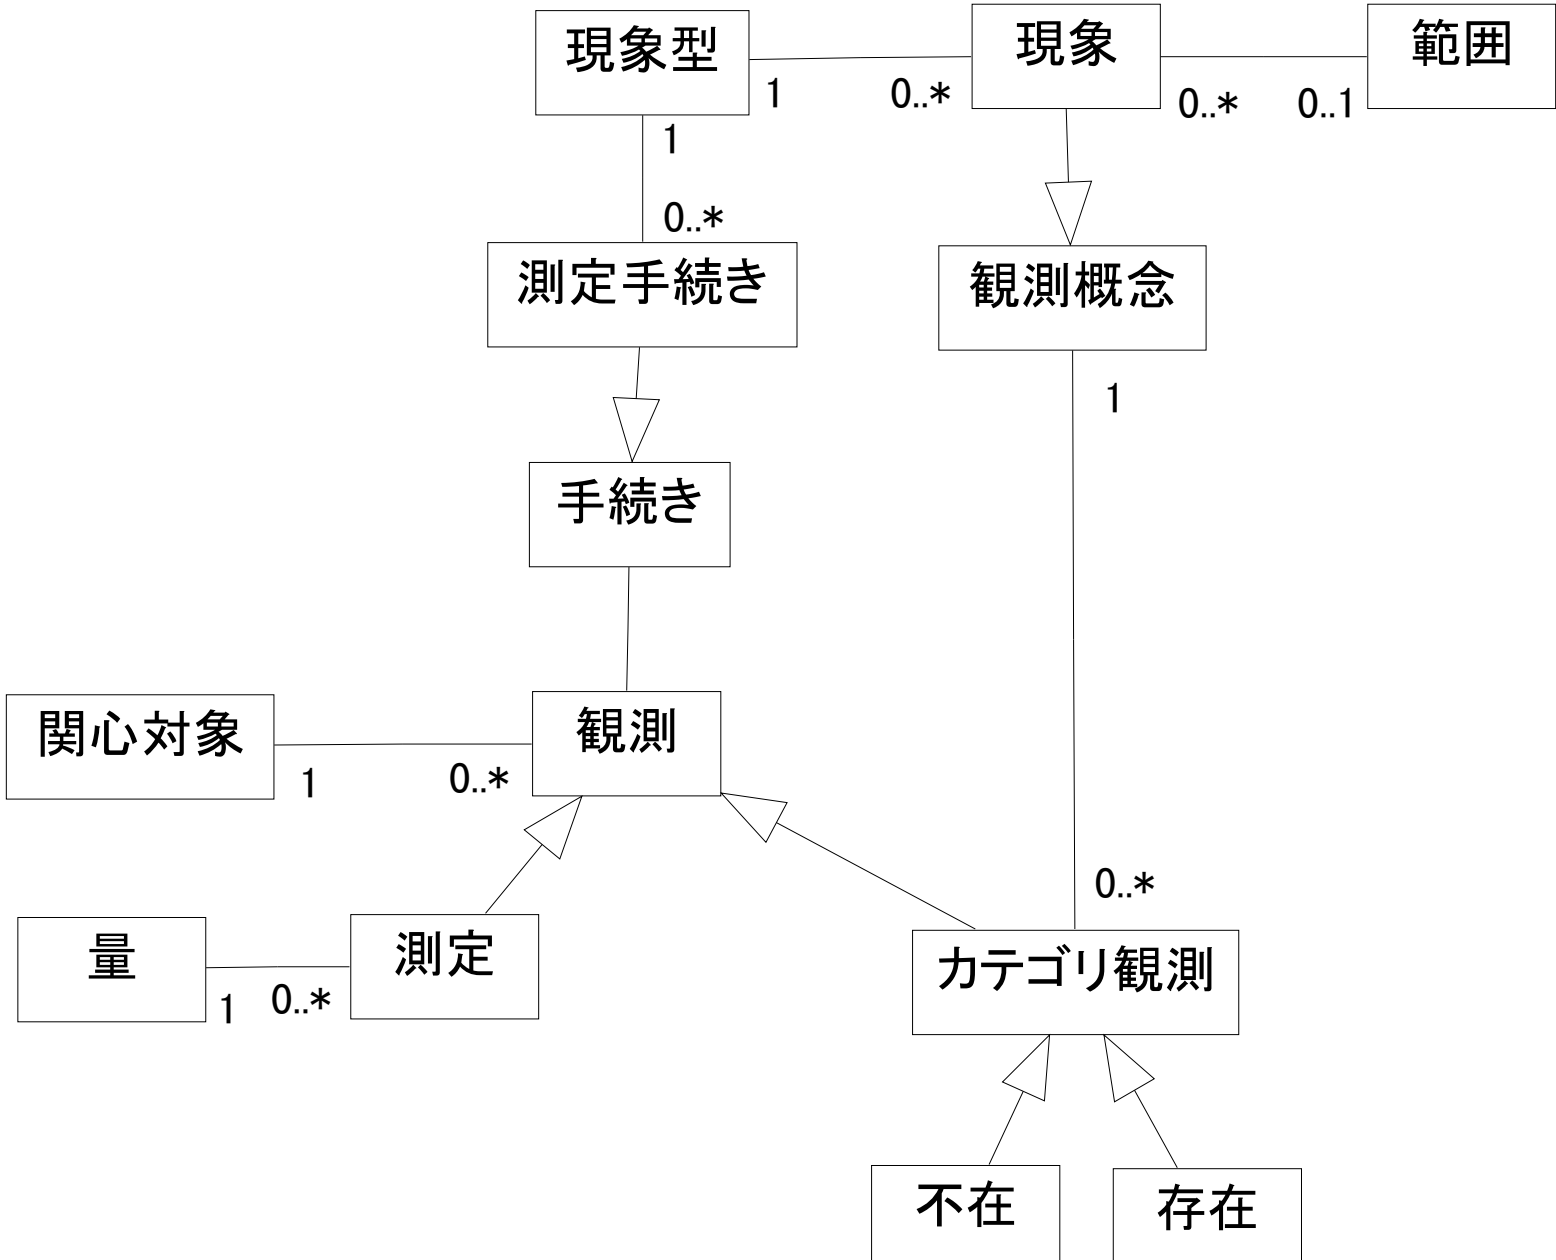 現象型
現象
範囲
1
0..*
0..*
0..1
1
0..*
測定手続き
観測概念
1
手続き
関心対象
観測
1
0..*
0..*
量
測定
カテゴリ観測
1
0..*
不在
存在